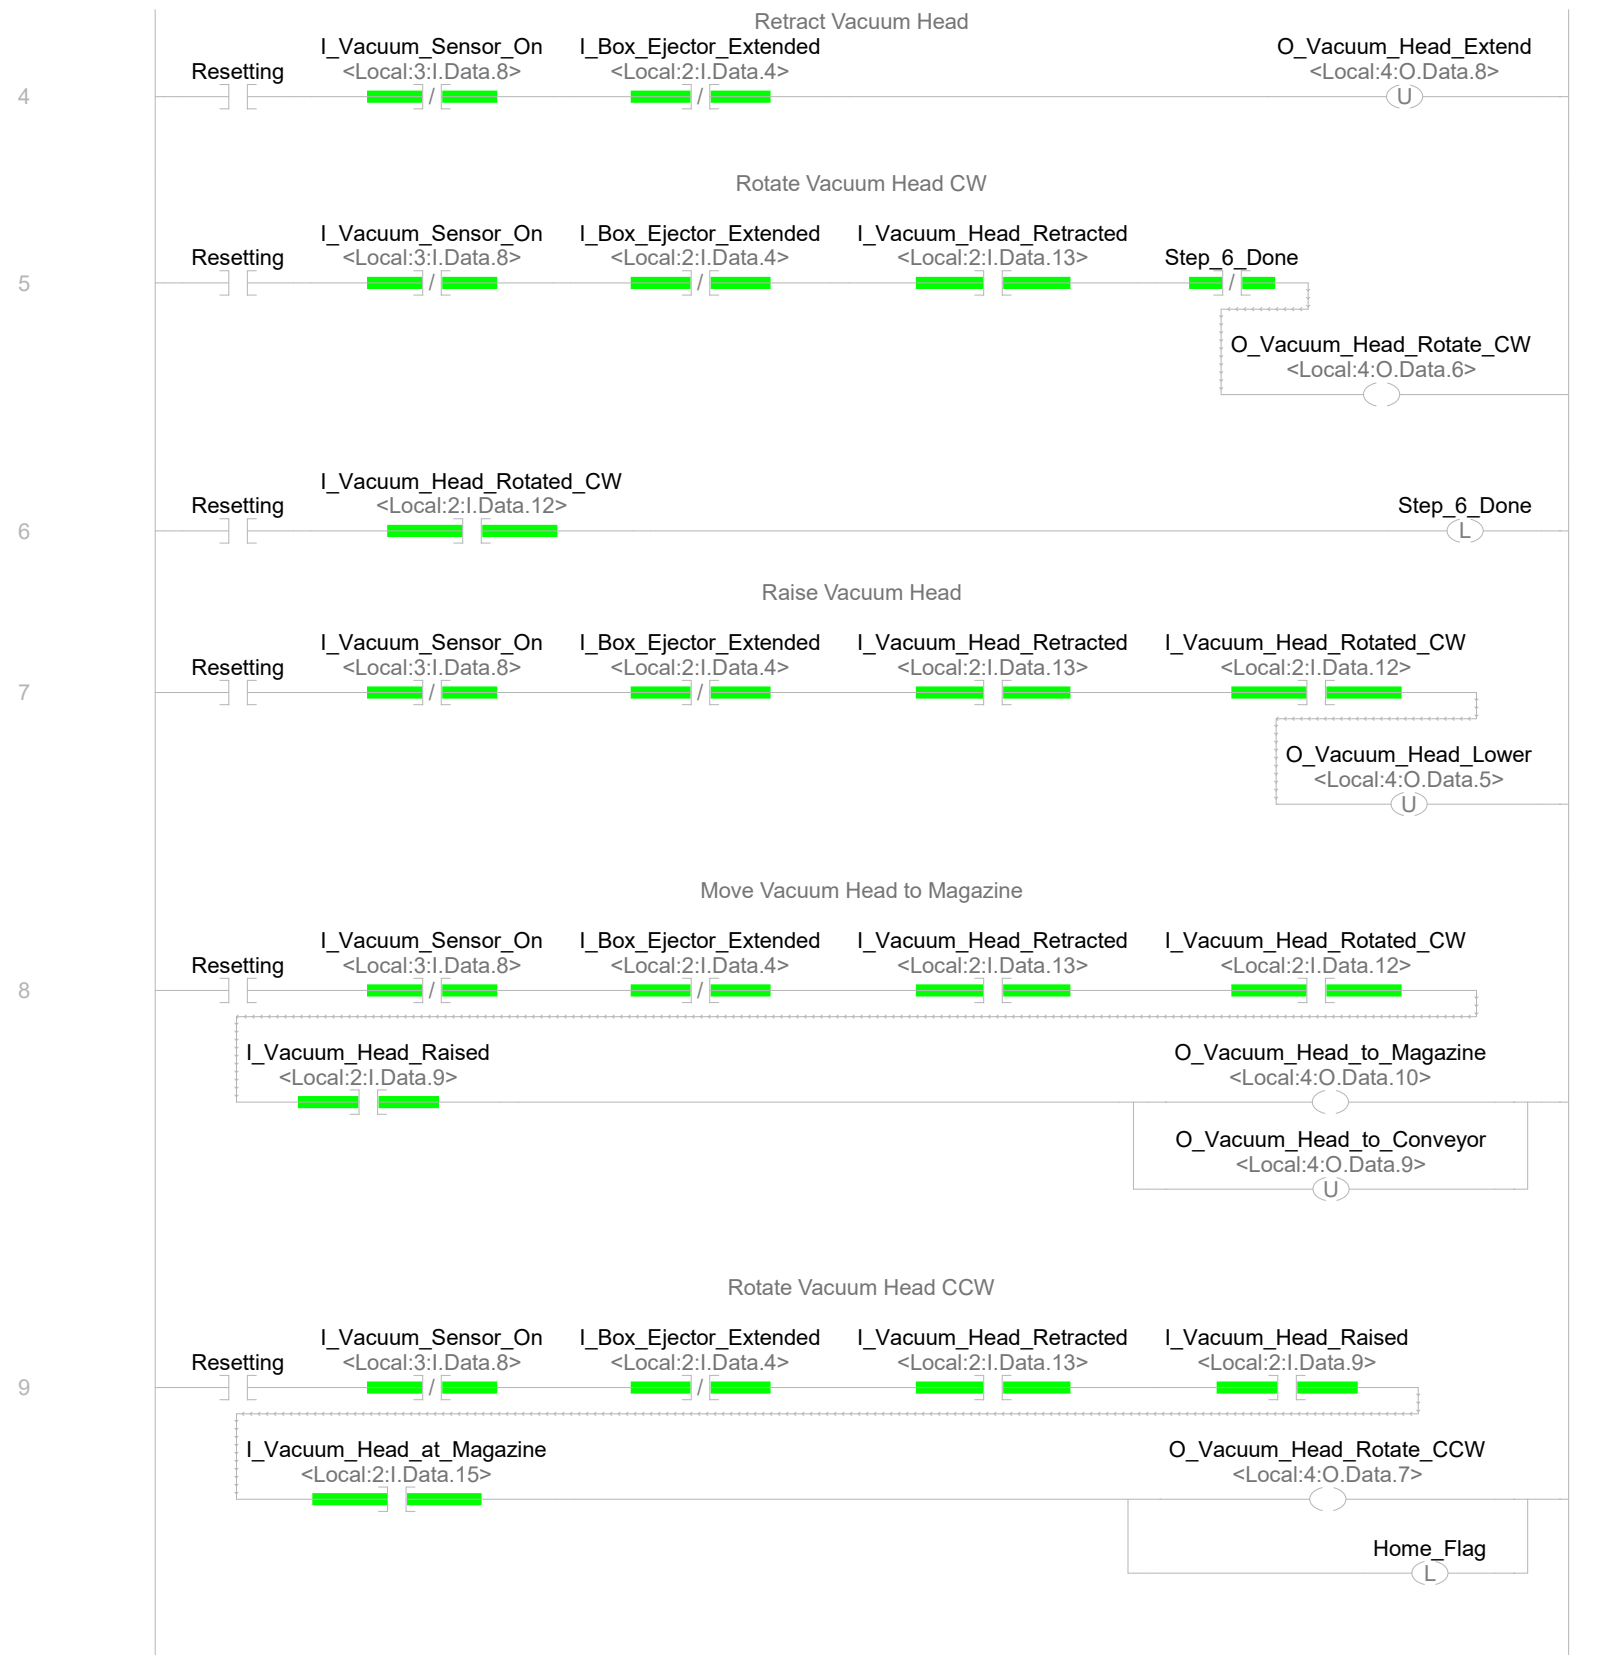 Retract Vacuum Head
I_Vacuum_Sensor_On I_Box_Ejector_Extended O_Vacuum_Head_Extend
Resetting <Local:3:I.Data.8> <Local:2:I.Data.4> <Local:4:O.Data.8>
4 / / U
Rotate Vacuum Head CW
I_Vacuum_Sensor_On I_Box_Ejector_Extended I_Vacuum_Head_Retracted
Resetting <Local:3:I.Data.8> <Local:2:I.Data.4> <Local:2:I.Data.13> Step_6_Done
5 / / /
O_Vacuum_Head_Rotate_CW
<Local:4:O.Data.6>
I_Vacuum_Head_Rotated_CW
Resetting <Local:2:I.Data.12> Step_6_Done
6 L
Raise Vacuum Head
I_Vacuum_Sensor_On I_Box_Ejector_Extended I_Vacuum_Head_Retracted I_Vacuum_Head_Rotated_CW
Resetting <Local:3:I.Data.8> <Local:2:I.Data.4> <Local:2:I.Data.13> <Local:2:I.Data.12>
7 / /
O_Vacuum_Head_Lower
<Local:4:O.Data.5>
U
Move Vacuum Head to Magazine
I_Vacuum_Sensor_On I_Box_Ejector_Extended I_Vacuum_Head_Retracted I_Vacuum_Head_Rotated_CW
Resetting <Local:3:I.Data.8> <Local:2:I.Data.4> <Local:2:I.Data.13> <Local:2:I.Data.12>
8 / /
I_Vacuum_Head_Raised O_Vacuum_Head_to_Magazine
<Local:2:I.Data.9> <Local:4:O.Data.10>
O_Vacuum_Head_to_Conveyor
<Local:4:O.Data.9>
U
Rotate Vacuum Head CCW
I_Vacuum_Sensor_On I_Box_Ejector_Extended I_Vacuum_Head_Retracted I_Vacuum_Head_Raised
Resetting <Local:3:I.Data.8> <Local:2:I.Data.4> <Local:2:I.Data.13> <Local:2:I.Data.9>
9 / /
I_Vacuum_Head_at_Magazine O_Vacuum_Head_Rotate_CCW
<Local:2:I.Data.15> <Local:4:O.Data.7>
Home_Flag
L